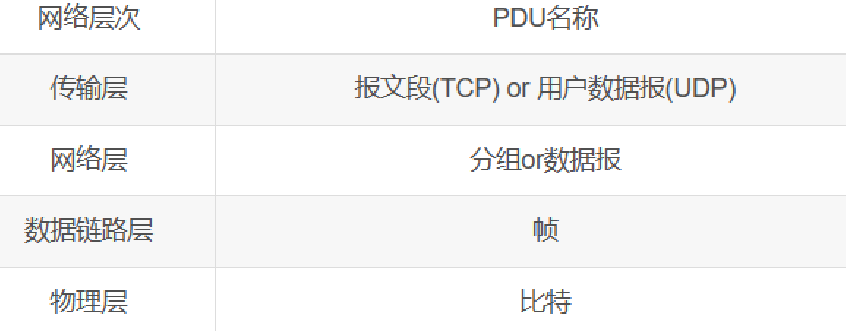 网络层次 PDU名称
传输层 报文段(TCP) or 用户数据报(UDP)
网络层 分组or数据报
数据链路层 帧
物理层 比特